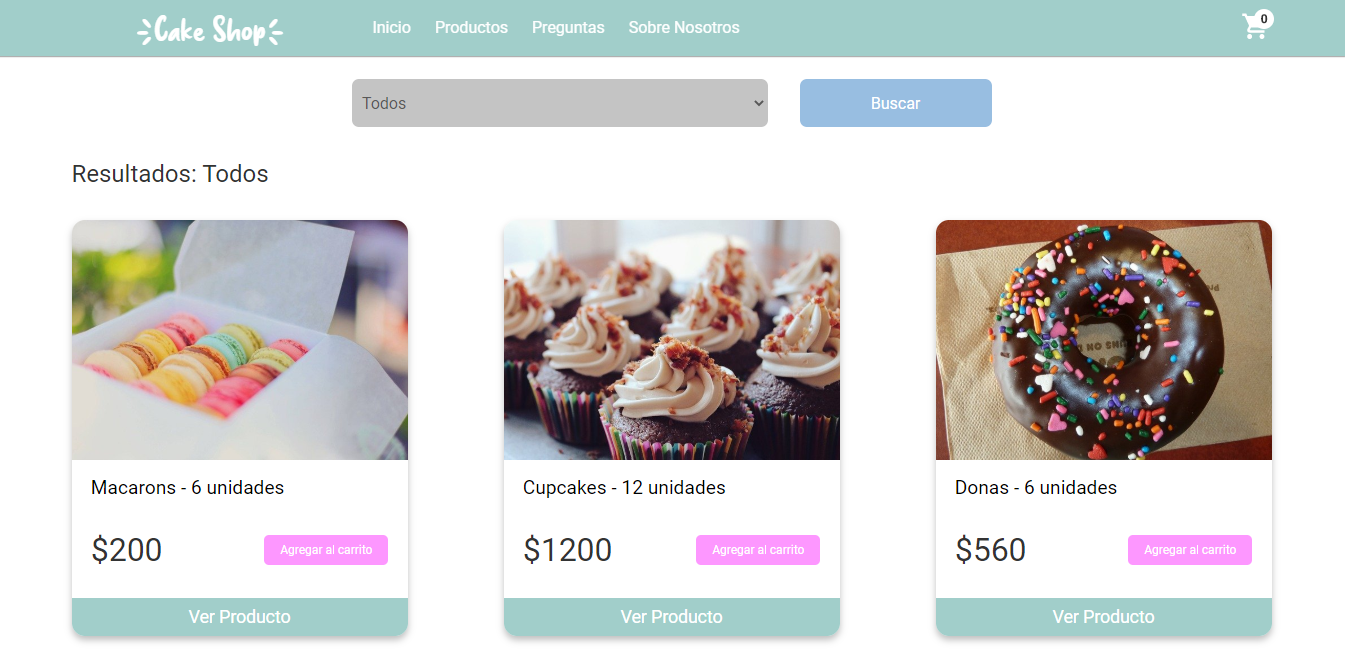 Cake Shop
Inicio Productos Preguntas Sobre Nosotros
0
Todos
Buscar
Resultados: Todos
Macarons - 6 unidades
$200
Agregar al carrito
Ver Producto
Cupcakes - 12 unidades
$1200
Agregar al carrito
Ver Producto
Donas - 6 unidades
$560
Agregar al carrito
Ver Producto